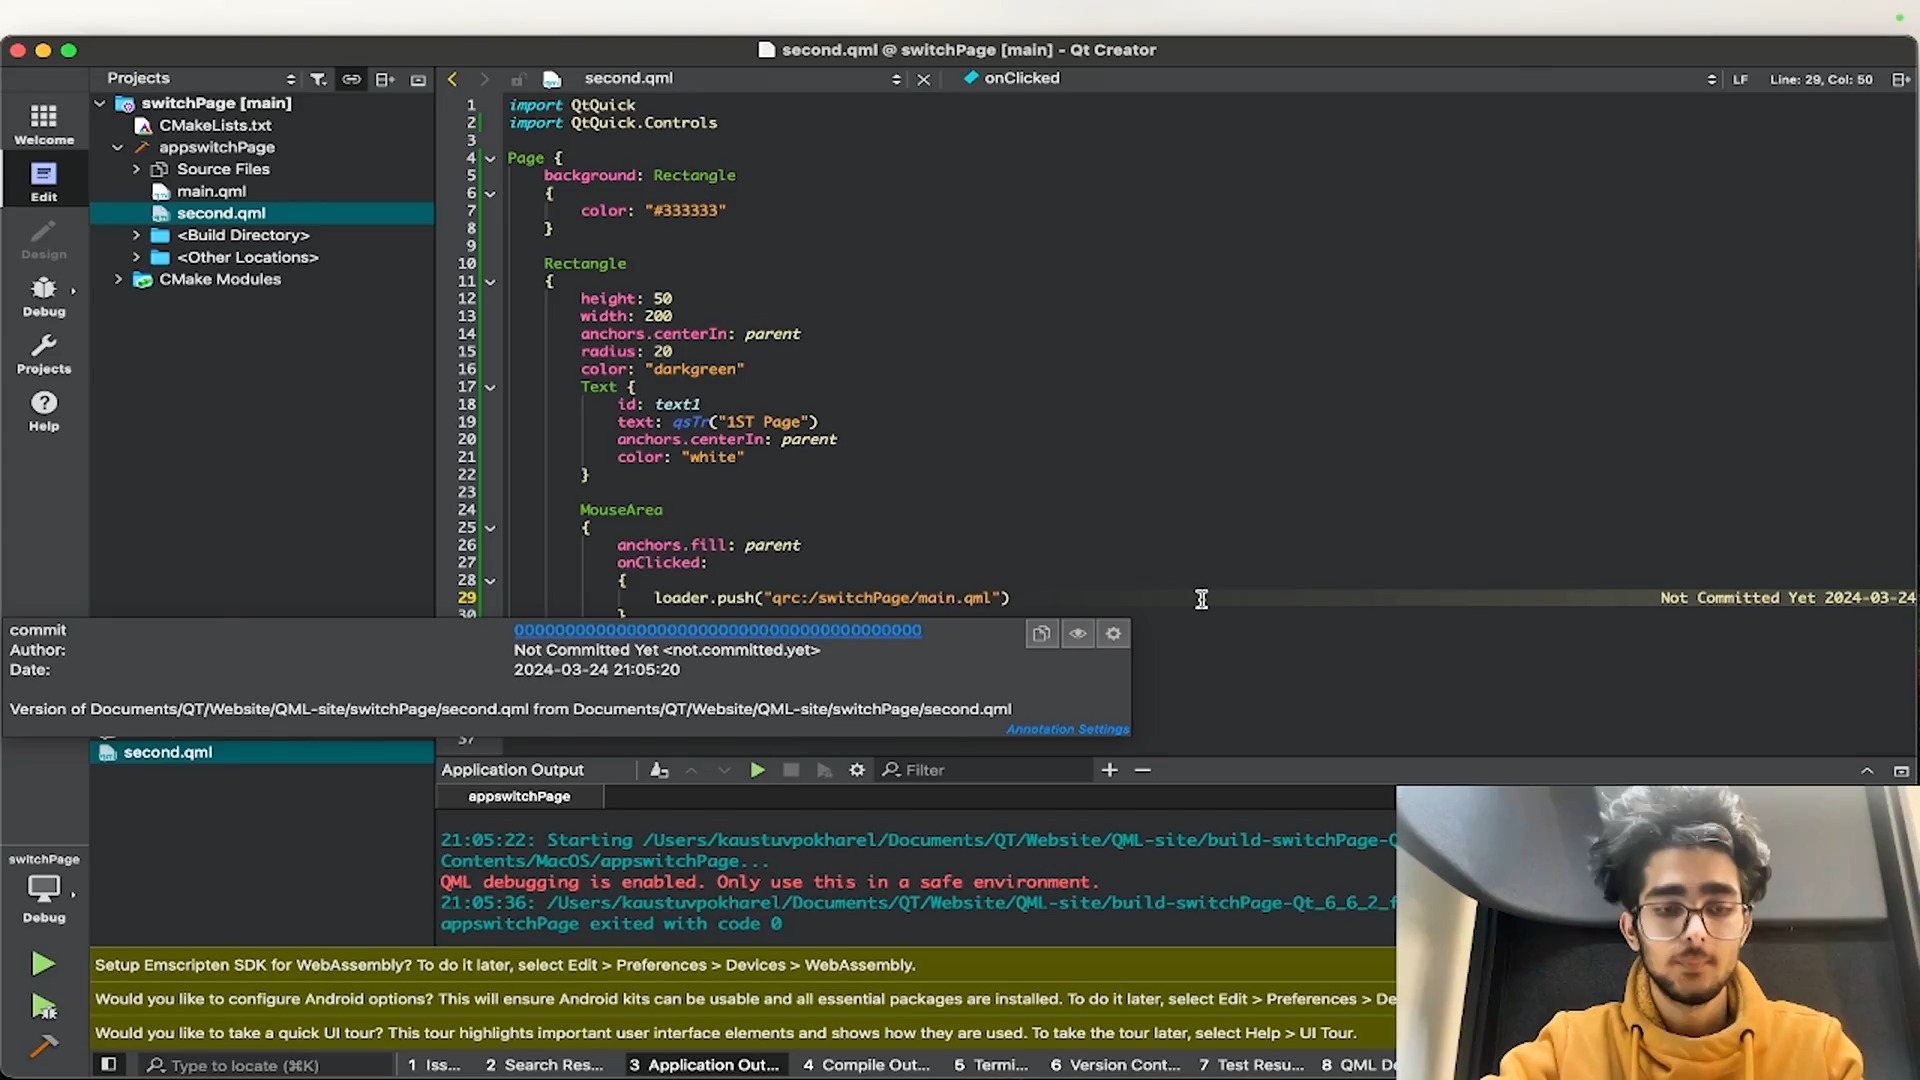 second.qml @ switchPage [main] - Qt Creator
Projects
second.qml
onClicked
LF
Line: 29, Col: 50
Welcome
Edit
Design
Debug
Projects
Help
switchPage [main]
CMakeLists.txt
appswitchPage
Source Files
main.qml
second.qml
<Build Directory>
<Other Locations>
CMake Modules
1 import QtQuick
2 import QtQuick.Controls
3
4 Page {
5 background: Rectangle
6 {
7 color: "#333333"
8 }
9
10 Rectangle
11 {
12 height: 50
13 width: 200
14 anchors.centerIn: parent
15 radius: 20
16 color: "darkgreen"
17 Text {
18 id: text1
19 text: qsTr("1ST Page")
20 anchors.centerIn: parent
21 color: "white"
22 }
23
24 MouseArea
25 {
26 anchors.fill: parent
27 onClicked:
28 {
29 loader.push("qrc:/switchPage/main.qml") Not Committed Yet 2024-03-24
30 }
commit 0000000000000000000000000000000000000000
Author: Not Committed Yet <not.committed.yet>
Date: 2024-03-24 21:05:20
Version of Documents/QT/Website/QML-site/switchPage/second.qml from Documents/QT/Website/QML-site/switchPage/second.qml
Annotation Settings
37
second.qml
Application Output
Filter
appswitchPage
21:05:22: Starting /Users/kaustuvpokharel/Documents/QT/Website/QML-site/build-switchPage-Q
Contents/MacOS/appswitchPage...
QML debugging is enabled. Only use this in a safe environment.
21:05:36: /Users/kaustuvpokharel/Documents/QT/Website/QML-site/build-switchPage-Qt_6_6_2_f
appswitchPage exited with code 0
switchPage
Debug
Setup Emscripten SDK for WebAssembly? To do it later, select Edit > Preferences > Devices > WebAssembly.
Would you like to configure Android options? This will ensure Android kits can be usable and all essential packages are installed. To do it later, select Edit > Preferences > De
Would you like to take a quick UI tour? This tour highlights important user interface elements and shows how they are used. To take the tour later, select Help > UI Tour.
Type to locate (⌘K)
1 Iss...
2 Search Res...
3 Application Out...
4 Compile Out...
5 Termi...
6 Version Cont...
7 Test Resu...
8 QML De